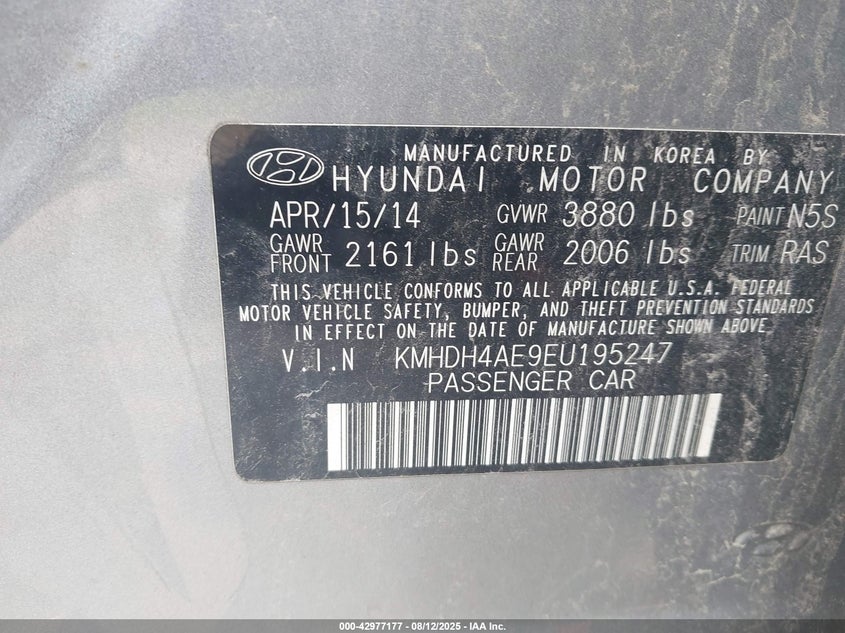 MANUFACTURED IN KOREA BY
HYUNDAI MOTOR COMPANY
APR/15/14 GVWR 3880 lbs PAINT N5S
GAWR FRONT 2161 lbs GAWR REAR 2006 lbs TRIM RAS
THIS VEHICLE CONFORMS TO ALL APPLICABLE U.S.A. FEDERAL
MOTOR VEHICLE SAFETY, BUMPER, AND THEFT PREVENTION STANDARDS
IN EFFECT ON THE DATE OF MANUFACTURE SHOWN ABOVE.
V.I.N KMHDH4AE9EU195247
PASSENGER CAR
000-42977177 - 08/12/2025 - IAA Inc.